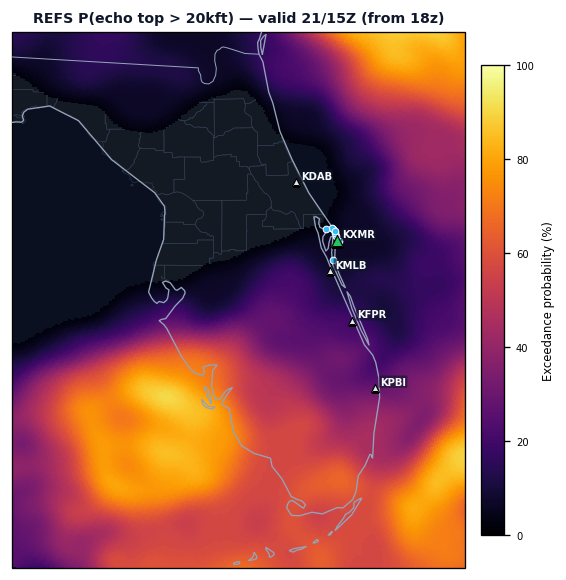 REFS P(echo top > 20kft) — valid 21/15Z (from 18z)
KDAB
KXMR
KMLB
KFPR
KPBI
100
80
60
40
20
0
Exceedance probability (%)